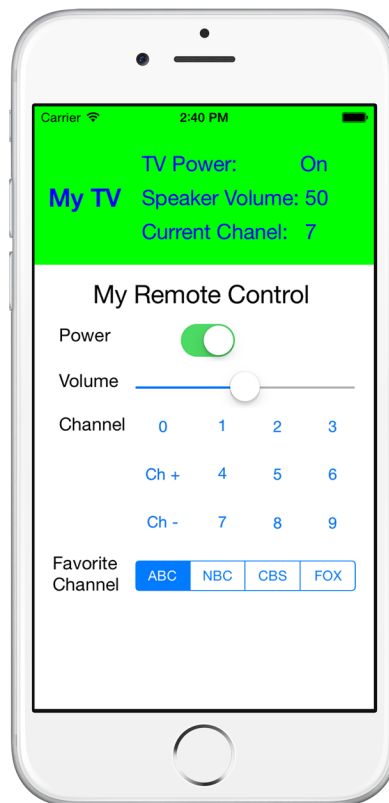 Carrier 2:40 PM
TV Power: On
My TV Speaker Volume: 50
Current Chanel: 7
My Remote Control
Power
Volume
Channel 0 1 2 3
Ch + 4 5 6
Ch - 7 8 9
Favorite
Channel ABC NBC CBS FOX